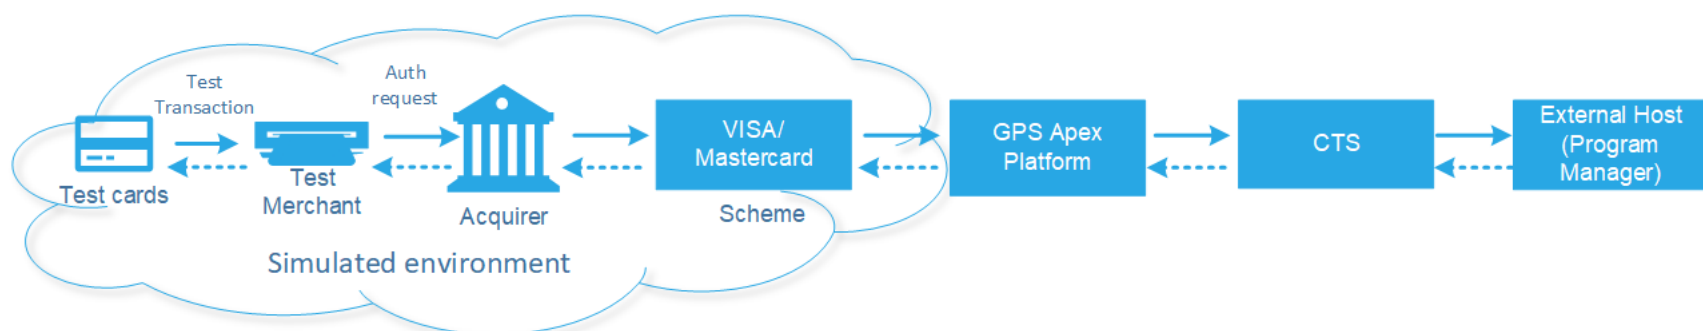 Test
Transaction
Auth
request
Test cards
Test
Merchant
Acquirer
VISA/
Mastercard
Scheme
GPS Apex
Platform
CTS
External Host
(Program
Manager)
Simulated environment